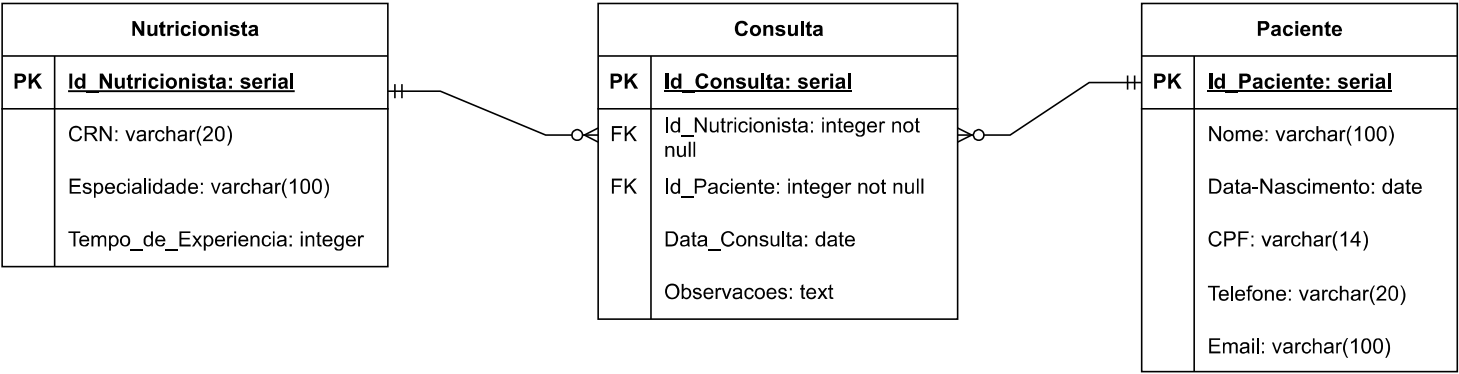 Nutricionista
PK Id_Nutricionista: serial
CRN: varchar(20)
Especialidade: varchar(100)
Tempo_de_Experiencia: integer
Consulta
PK Id_Consulta: serial
FK Id_Nutricionista: integer not
null
FK Id_Paciente: integer not null
Data_Consulta: date
Observacoes: text
Paciente
PK Id_Paciente: serial
Nome: varchar(100)
Data-Nascimento: date
CPF: varchar(14)
Telefone: varchar(20)
Email: varchar(100)